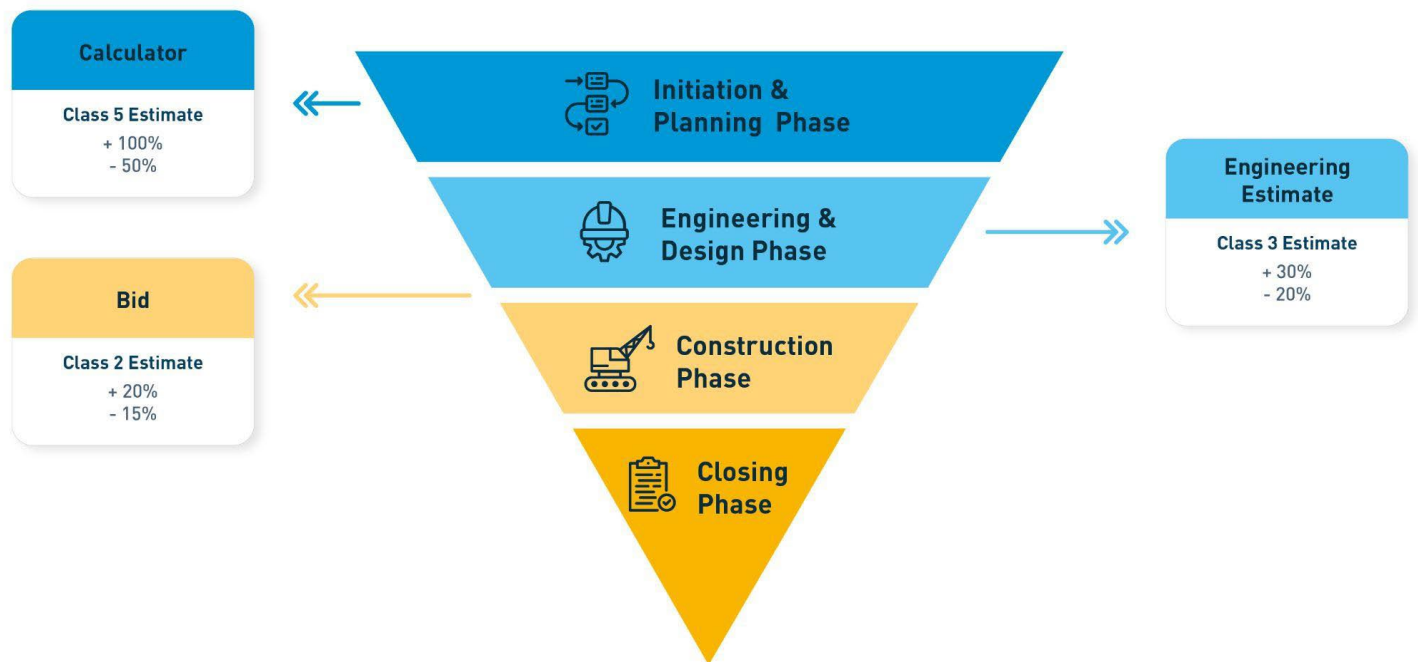 Calculator
Class 5 Estimate
+ 100%
- 50%
Initiation &
Planning Phase
Engineering
Estimate
Class 3 Estimate
+ 30%
- 20%
Engineering &
Design Phase
Bid
Class 2 Estimate
+ 20%
- 15%
Construction
Phase
Closing
Phase